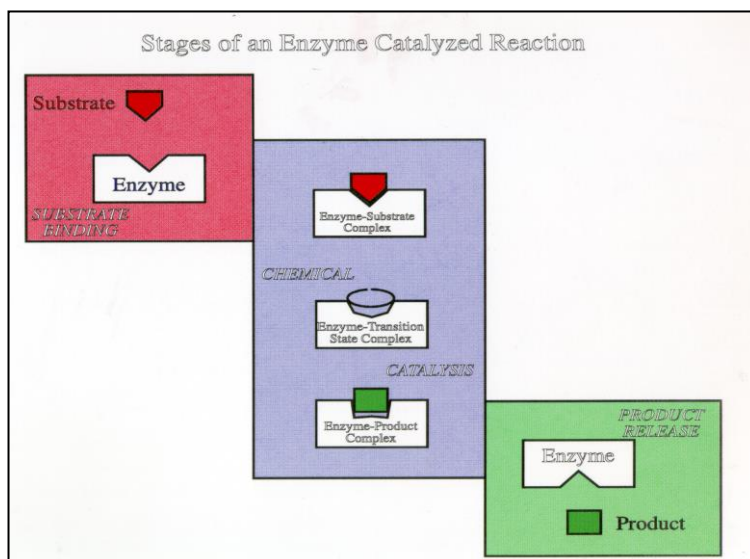 Stages of an Enzyme Catalyzed Reaction
Substrate
Enzyme
SUBSTRATE
BINDING
Enzyme-Substrate
Complex
CHEMICAL
Enzyme-Transition
State Complex
CATALYSIS
Enzyme-Product
Complex
PRODUCT
RELEASE
Enzyme
Product